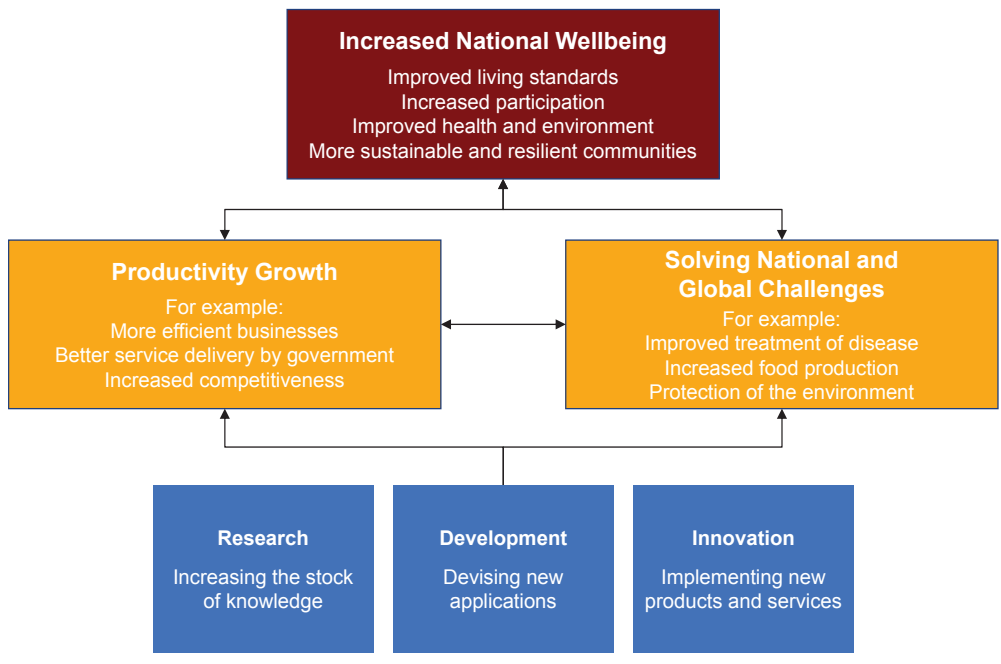 Increased National Wellbeing
Improved living standards
Increased participation
Improved health and environment
More sustainable and resilient communities
Productivity Growth
For example:
More efficient businesses
Better service delivery by government
Increased competitiveness
Solving National and
Global Challenges
For example:
Improved treatment of disease
Increased food production
Protection of the environment
Research
Increasing the stock
of knowledge
Development
Devising new
applications
Innovation
Implementing new
products and services